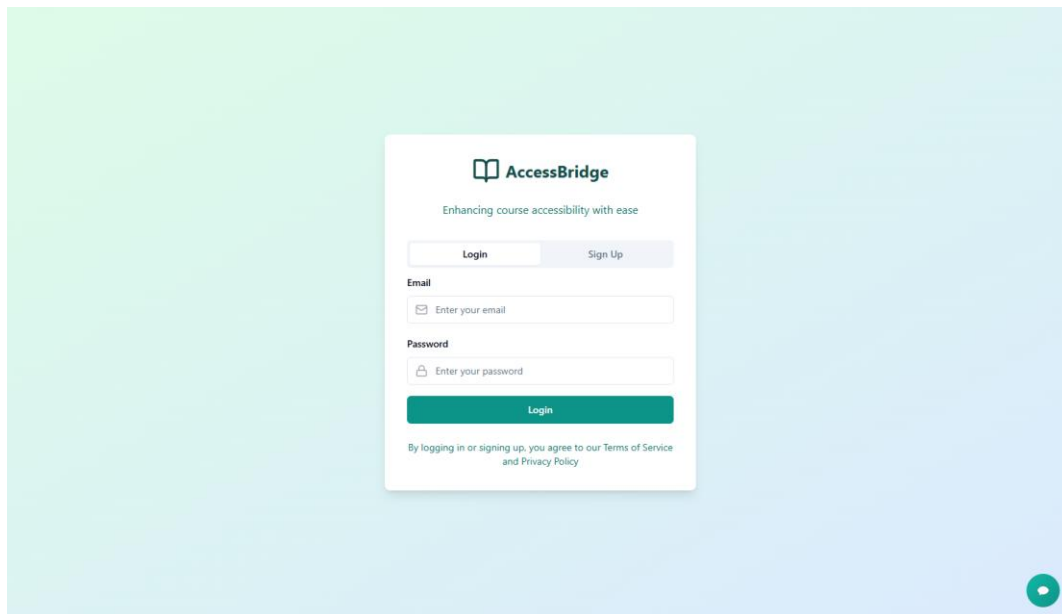 AccessBridge
Enhancing course accessibility with ease
Login
Sign Up
Email
Enter your email
Password
Enter your password
Login
By logging in or signing up, you agree to our Terms of Service
and Privacy Policy